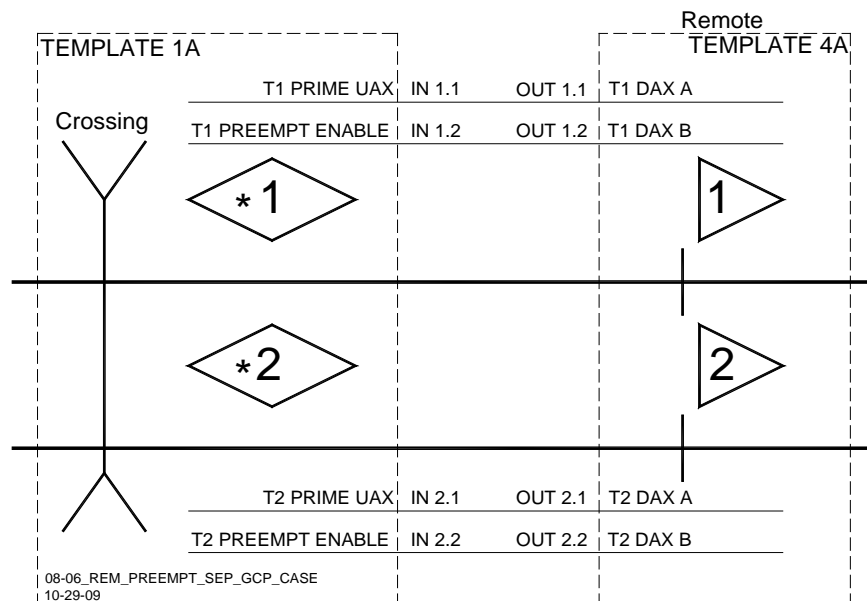 Remote
TEMPLATE 1A TEMPLATE 4A
T1 PRIME UAX IN 1.1 OUT 1.1 T1 DAX A
Crossing
T1 PREEMPT ENABLE IN 1.2 OUT 1.2 T1 DAX B
*1 1
*2 2
T2 PRIME UAX IN 2.1 OUT 2.1 T2 DAX A
T2 PREEMPT ENABLE IN 2.2 OUT 2.2 T2 DAX B
08-06_REM_PREEMPT_SEP_GCP_CASE
10-29-09